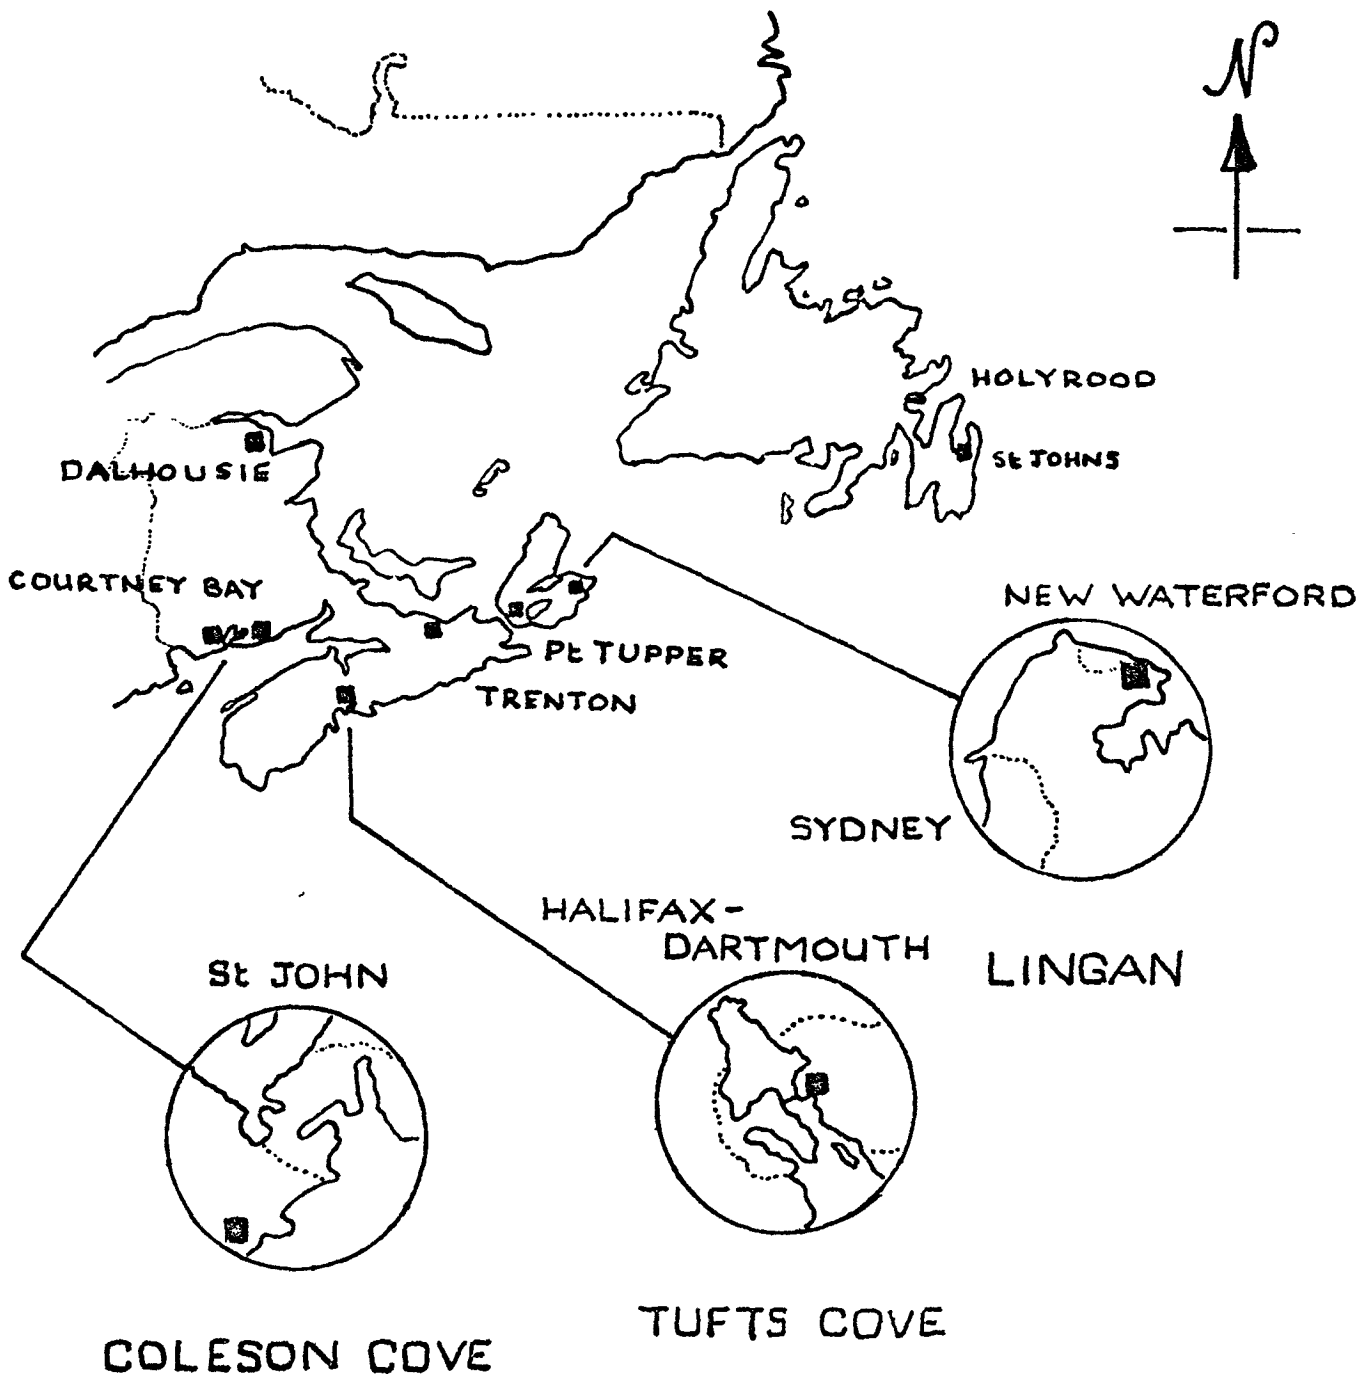 N
HOLYROOD
St JOHNS
DALHOUSIE
COURTNEY BAY
NEW WATERFORD
Pt TUPPER
TRENTON
SYDNEY
HALIFAX-
DARTMOUTH
LINGAN
St JOHN
TUFTS COVE
COLESON COVE